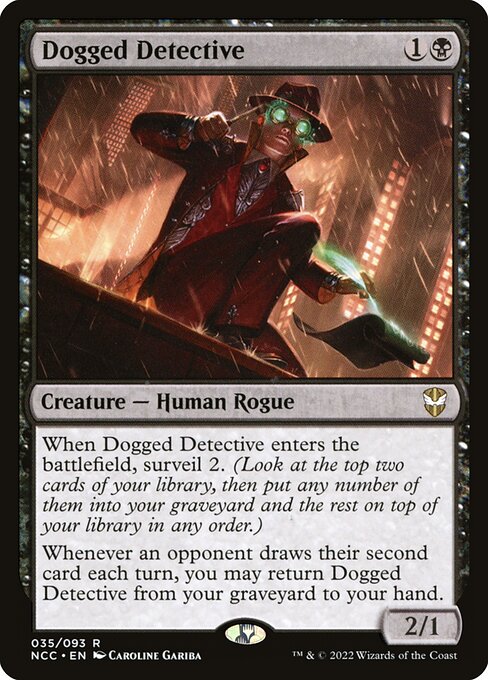 Dogged Detective 1
Creature — Human Rogue
When Dogged Detective enters the
battlefield, surveil 2. (Look at the top two
cards of your library, then put any number of
them into your graveyard and the rest on top of
your library in any order.)
Whenever an opponent draws their second
card each turn, you may return Dogged
Detective from your graveyard to your hand.
2/1
035/093 R
NCC • EN Caroline Gariba
™ & © 2022 Wizards of the Coast